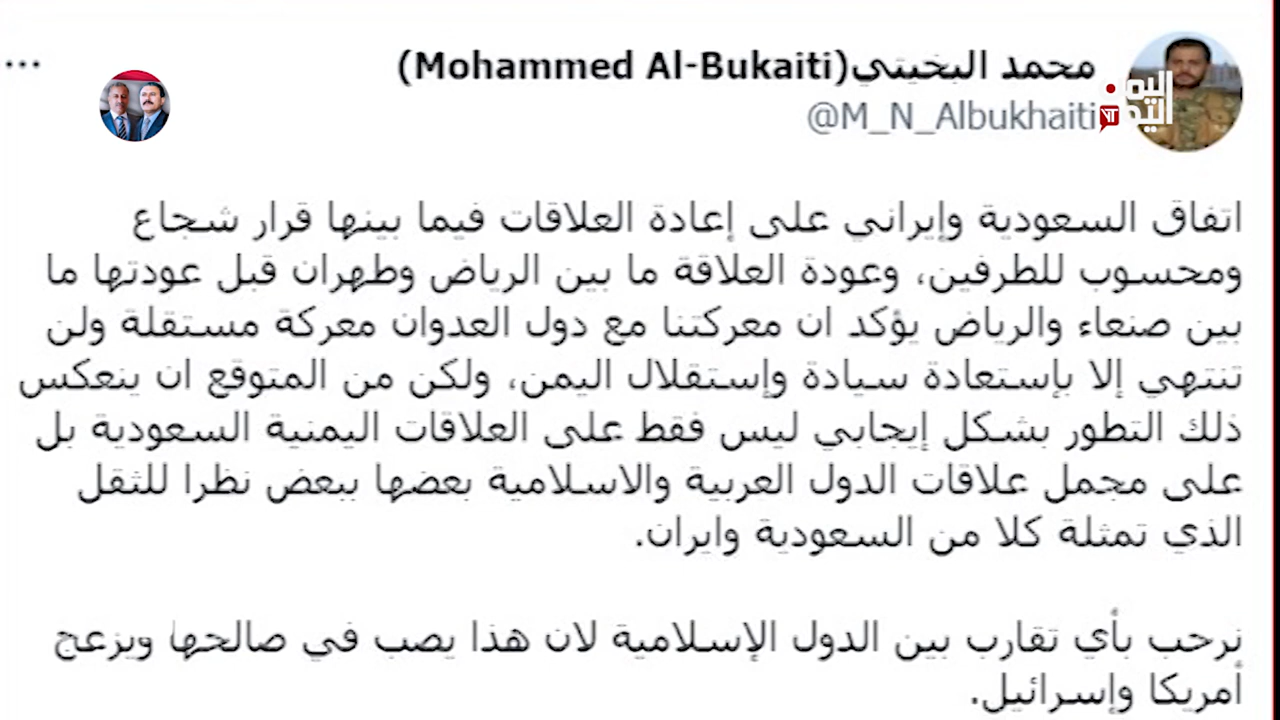 محمد البخيتي(Mohammed Al-Bukaiti)
@M_N_Albukhaiti
اليمن
اليوم
اتفاق السعودية وإيراني على إعادة العلاقات فيما بينها قرار شجاع
ومحسوب للطرفين، وعودة العلاقة ما بين الرياض وطهران قبل عودتها ما
بين صنعاء والرياض يؤكد ان معركتنا مع دول العدوان معركة مستقلة ولن
تنتهي إلا بإستعادة سيادة وإستقلال اليمن، ولكن من المتوقع ان ينعكس
ذلك التطور بشكل إيجابي ليس فقط على العلاقات اليمنية السعودية بل
على مجمل علاقات الدول العربية والاسلامية بعضها ببعض نظرا للثقل
الذي تمثلة كلا من السعودية وايران.
نرحب بأي تقارب بين الدول الإسلامية لان هذا يصب في صالحها ويزعج
أمريكا وإسرائيل.